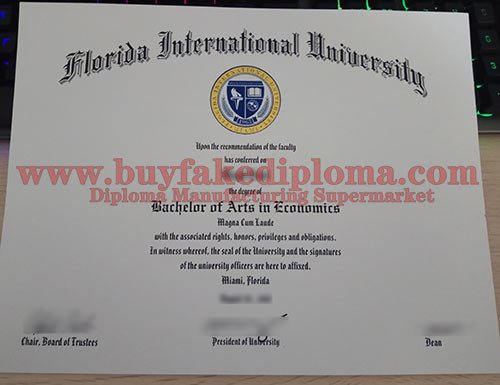 Florida International University
FLORIDA INTERNATIONAL UNIVERSITY
Upon the recommendation of the faculty
has conferred on
www.buyfakediploma.com
the degree of
Diploma Manufacturing Supermarket
Bachelor of Arts in Economics
Magna Cum Laude
with the associated rights, honors, privileges and obligations.
In witness whereof, the seal of the University and the signatures
of the university officers are here to affixed.
Miami, Florida
Chair, Board of Trustees President of University Dean